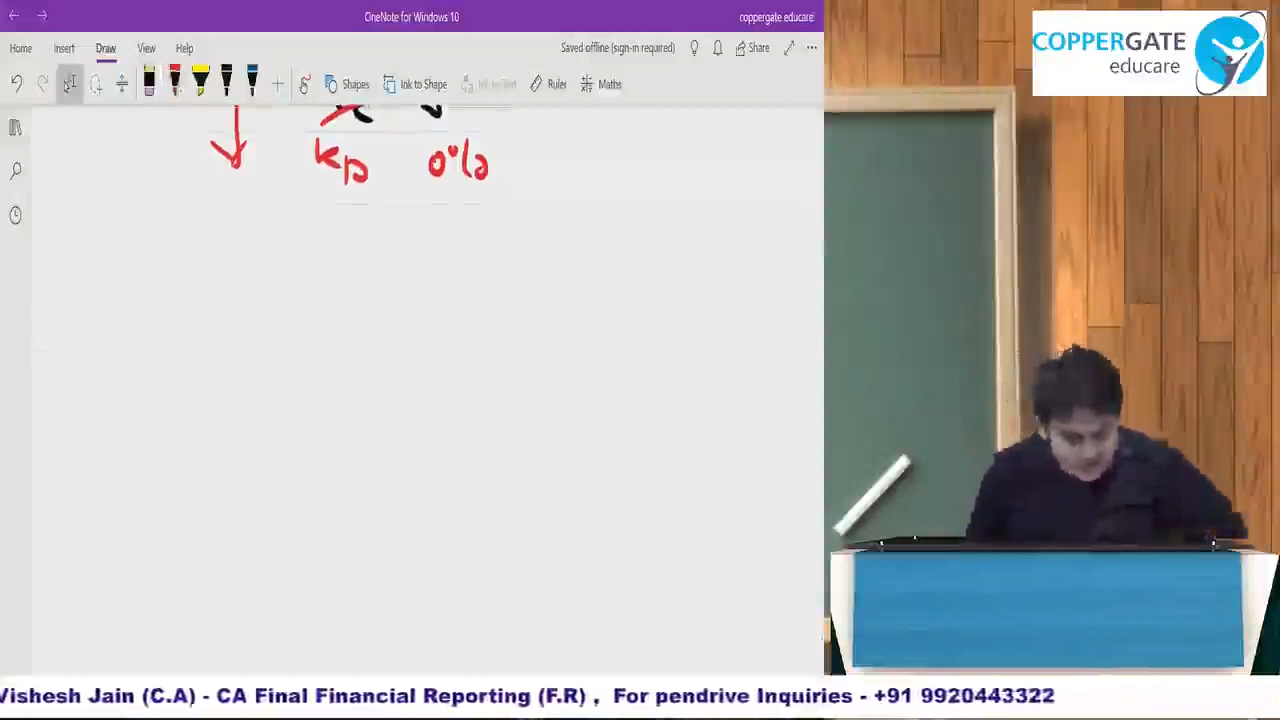 OneNote for Windows 10
coppergate educare
Home Insert Draw View Help
Saved offline (sign-in required)
Share
Shapes
Ink to Shape
Ink to Text
Ruler
Maths
COPPERGATE
educare
Vishesh Jain (C.A) - CA Final Financial Reporting (F.R) , For pendrive Inquiries - +91 9920443322